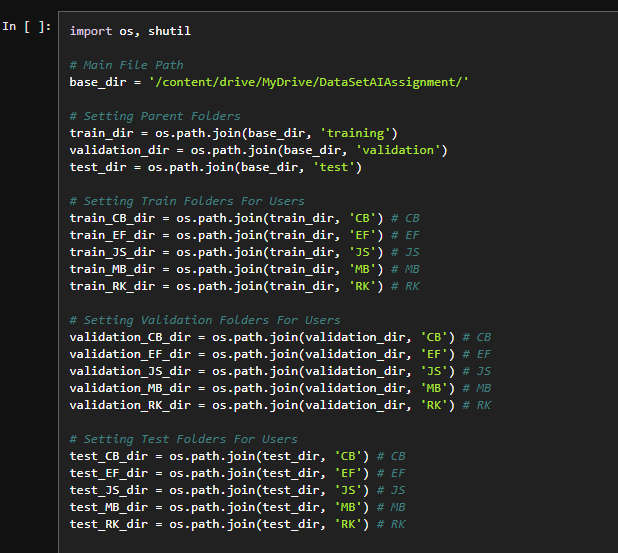 In [ ]:
import os, shutil
# Main File Path
base_dir = '/content/drive/MyDrive/DataSetAIAssignment/'
# Setting Parent Folders
train_dir = os.path.join(base_dir, 'training')
validation_dir = os.path.join(base_dir, 'validation')
test_dir = os.path.join(base_dir, 'test')
# Setting Train Folders For Users
train_CB_dir = os.path.join(train_dir, 'CB') # CB
train_EF_dir = os.path.join(train_dir, 'EF') # EF
train_JS_dir = os.path.join(train_dir, 'JS') # JS
train_MB_dir = os.path.join(train_dir, 'MB') # MB
train_RK_dir = os.path.join(train_dir, 'RK') # RK
# Setting Validation Folders For Users
validation_CB_dir = os.path.join(validation_dir, 'CB') # CB
validation_EF_dir = os.path.join(validation_dir, 'EF') # EF
validation_JS_dir = os.path.join(validation_dir, 'JS') # JS
validation_MB_dir = os.path.join(validation_dir, 'MB') # MB
validation_RK_dir = os.path.join(validation_dir, 'RK') # RK
# Setting Test Folders For Users
test_CB_dir = os.path.join(test_dir, 'CB') # CB
test_EF_dir = os.path.join(test_dir, 'EF') # EF
test_JS_dir = os.path.join(test_dir, 'JS') # JS
test_MB_dir = os.path.join(test_dir, 'MB') # MB
test_RK_dir = os.path.join(test_dir, 'RK') # RK